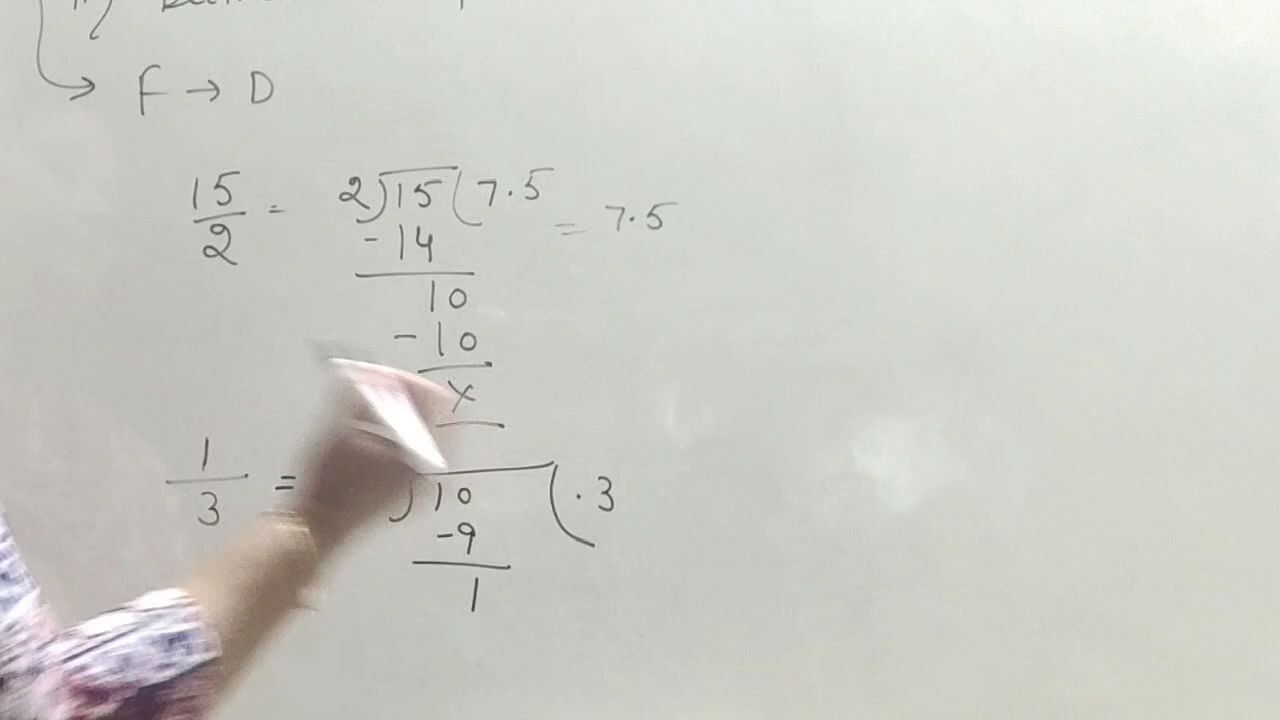 F → D
15/2 = 2)15(7.5 = 7.5
-14
10
-10
x
1/3 = )10(.3
-9
1